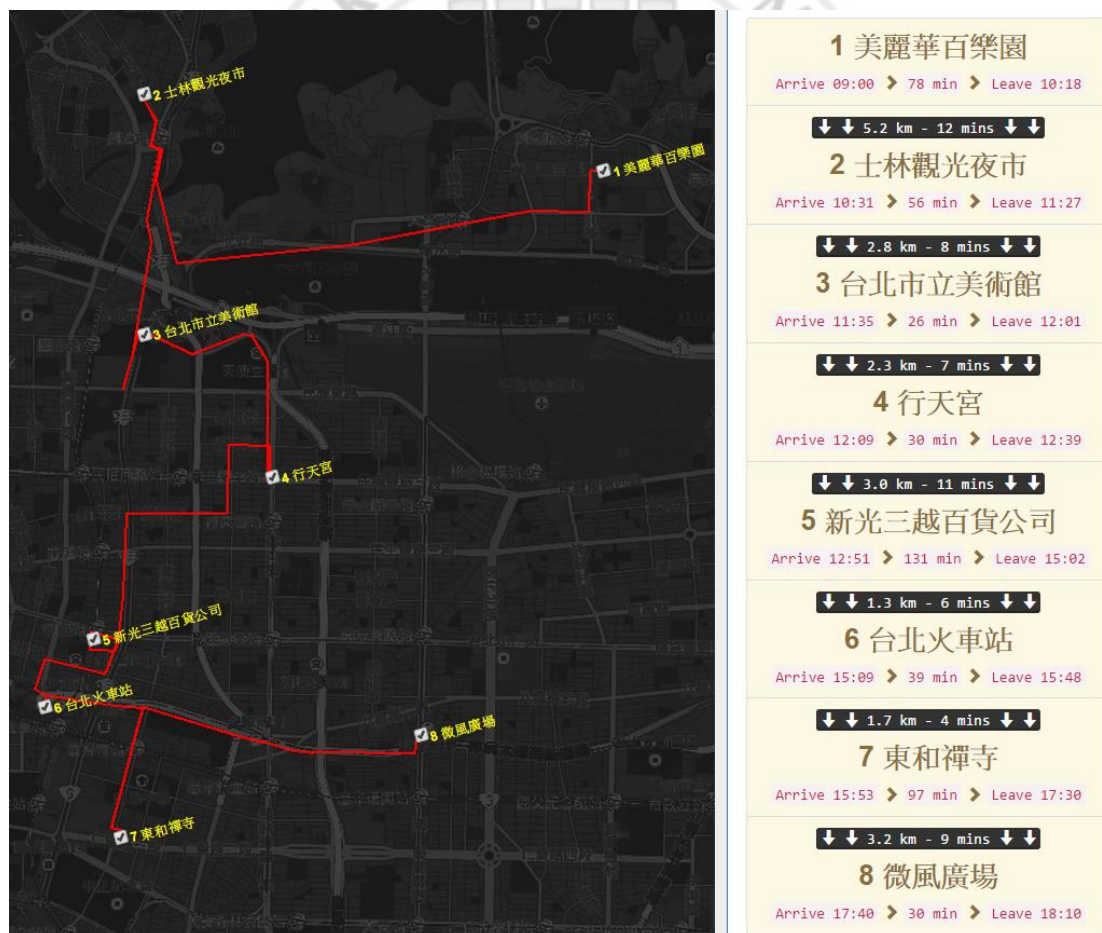 2 士林觀光夜市
1 美麗華百樂園
3 台北市立美術館
4 行天宮
5 新光三越百貨公司
6 台北火車站
8 微風廣場
7 東和禪寺
1 美麗華百樂園
Arrive 09:00 78 min Leave 10:18
5.2 km - 12 mins
2 士林觀光夜市
Arrive 10:31 56 min Leave 11:27
2.8 km - 8 mins
3 台北市立美術館
Arrive 11:35 26 min Leave 12:01
2.3 km - 7 mins
4 行天宮
Arrive 12:09 30 min Leave 12:39
3.0 km - 11 mins
5 新光三越百貨公司
Arrive 12:51 131 min Leave 15:02
1.3 km - 6 mins
6 台北火車站
Arrive 15:09 39 min Leave 15:48
1.7 km - 4 mins
7 東和禪寺
Arrive 15:53 97 min Leave 17:30
3.2 km - 9 mins
8 微風廣場
Arrive 17:40 30 min Leave 18:10